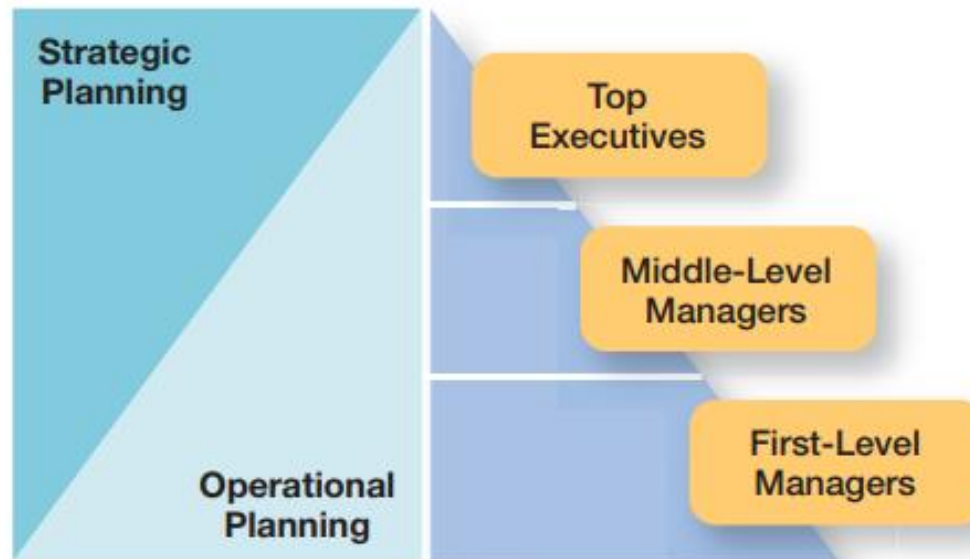 Strategic
Planning
Top
Executives
Middle-Level
Managers
First-Level
Managers
Operational
Planning